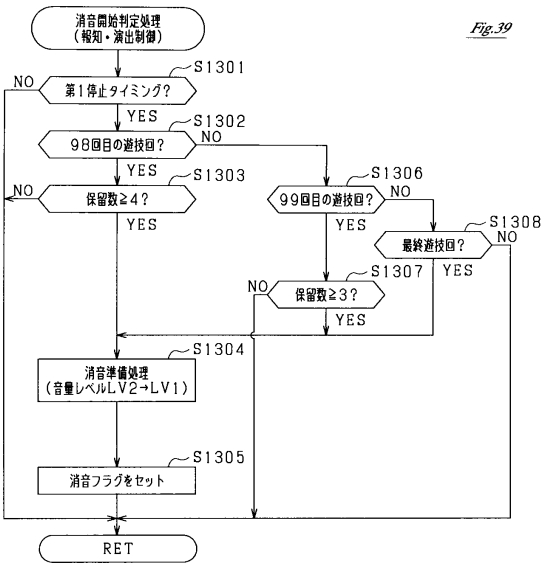 Fig.39
消音開始判定処理
(報知・演出制御)
S1301
第1停止タイミング?
NO
YES
S1302
98回目の遊技回?
NO
YES
S1303
保留数≧4?
NO
YES
S1306
99回目の遊技回?
NO
YES
S1308
最終遊技回?
NO
YES
S1307
保留数≧3?
NO
YES
S1304
消音準備処理
(音量レベルLV2→LV1)
S1305
消音フラグをセット
RET